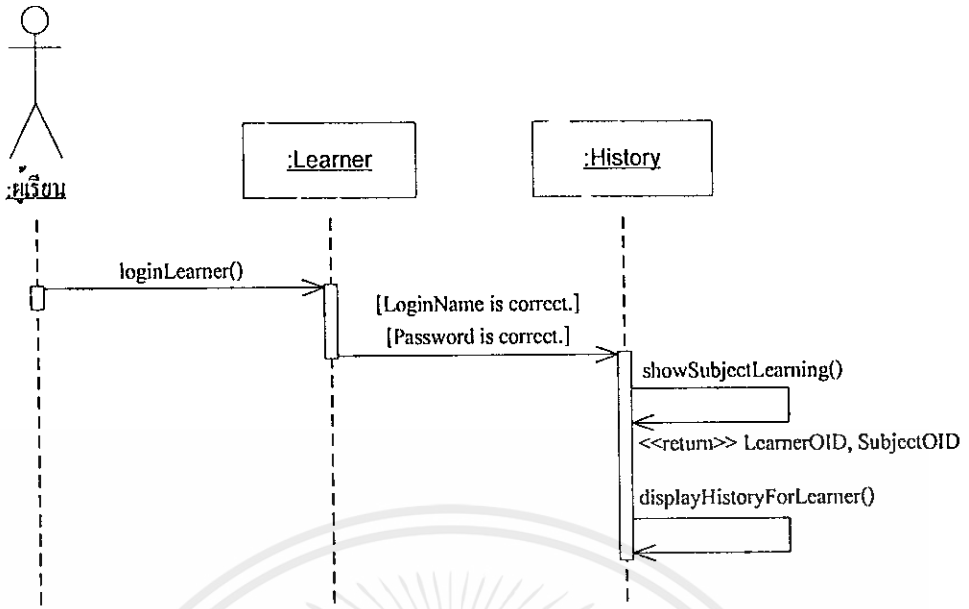 :ผู้เรียน
:Learner
:History
loginLearner()
[LoginName is correct.]
[Password is correct.]
showSubjectLearning()
<<return>> LearnerOID, SubjectOID
displayHistoryForLearner()